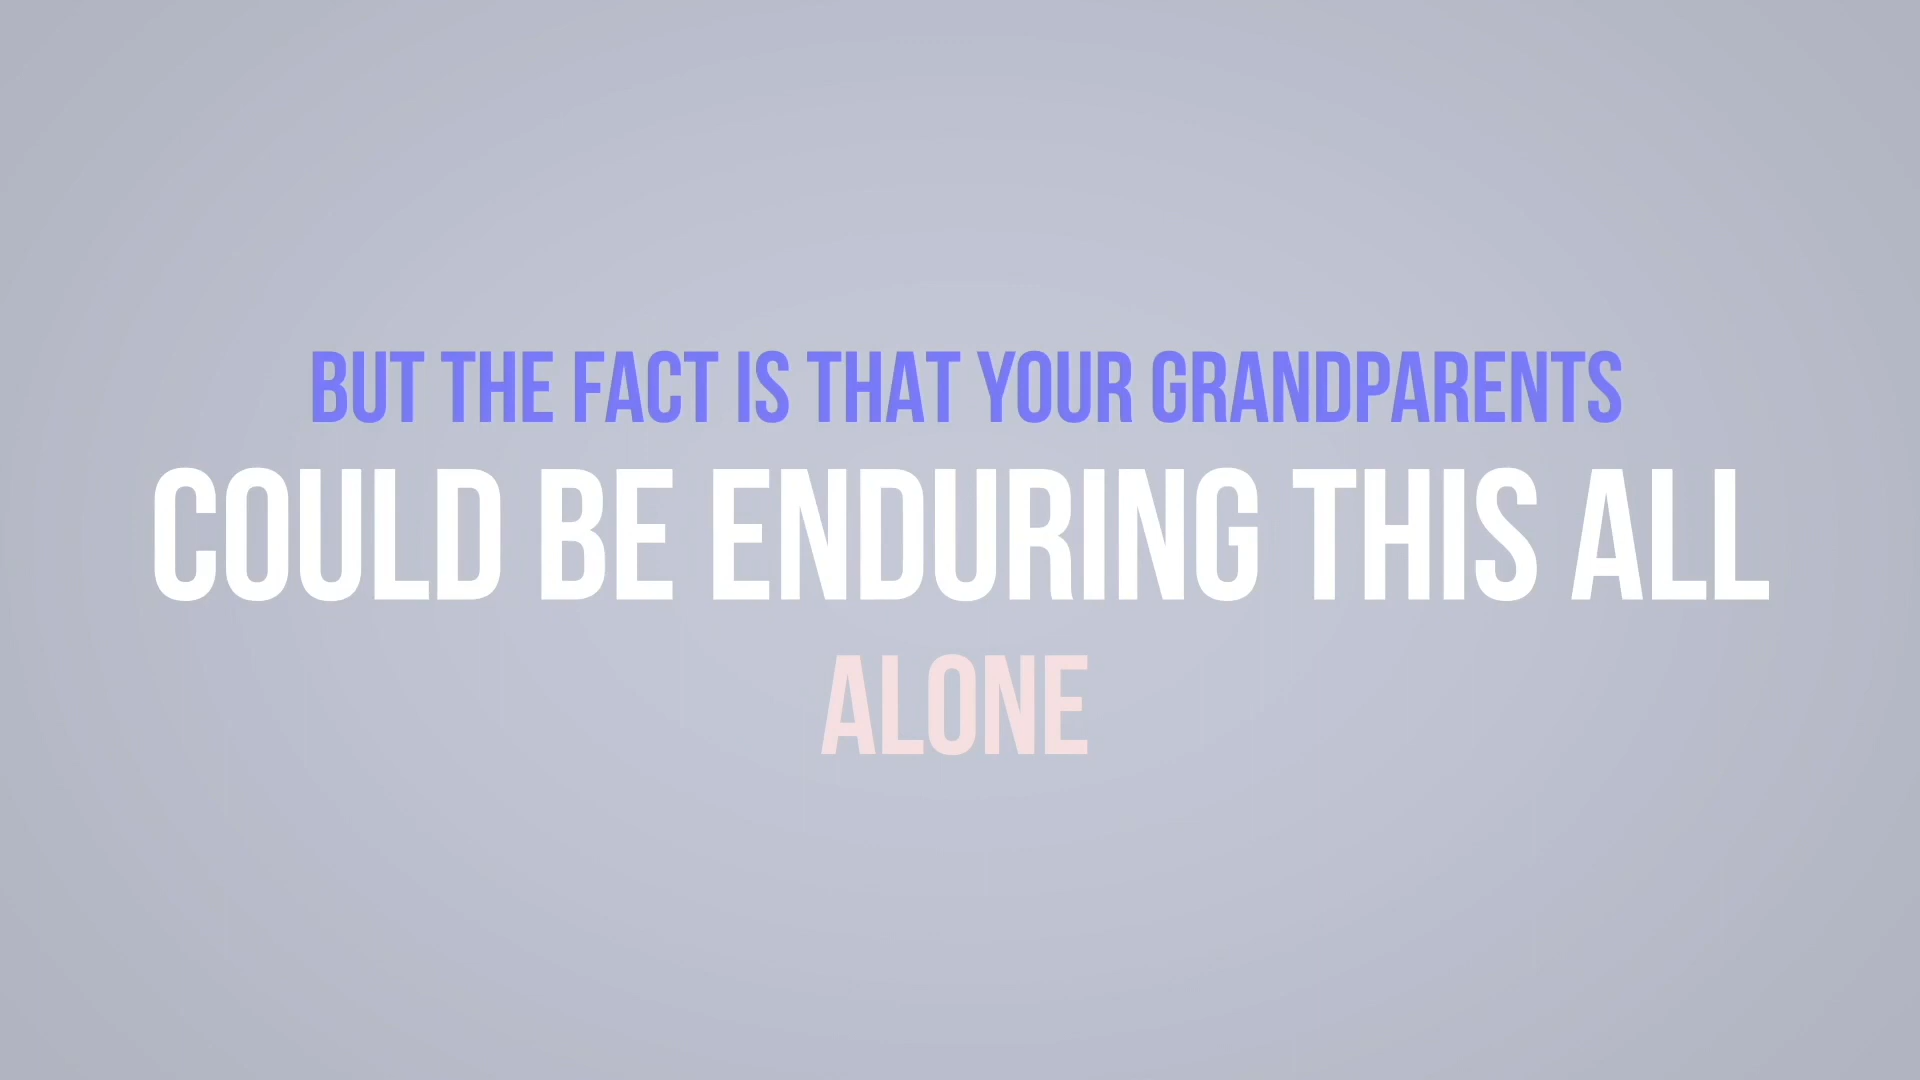 BUT THE FACT IS THAT YOUR GRANDPARENTS
COULD BE ENDURING THIS ALL
ALONE